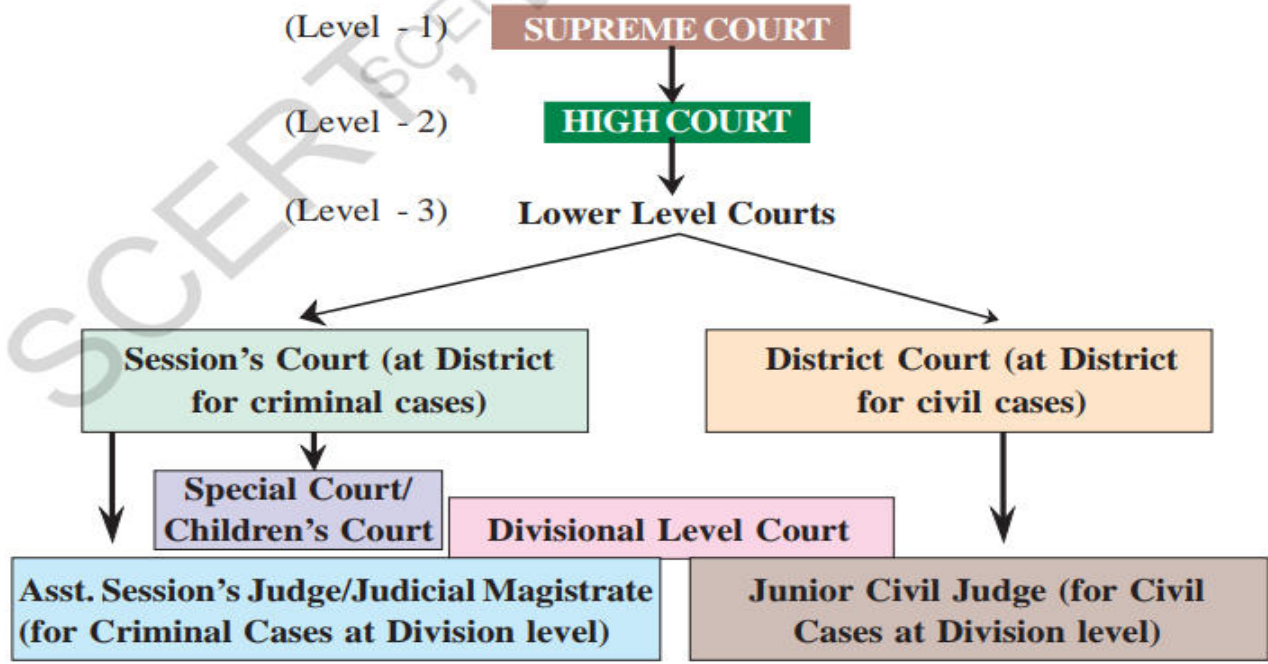 (Level - 1) SUPREME COURT
(Level - 2) HIGH COURT
(Level - 3) Lower Level Courts
Session's Court (at District
for criminal cases)
District Court (at District
for civil cases)
Special Court/
Children's Court
Divisional Level Court
Asst. Session's Judge/Judicial Magistrate
(for Criminal Cases at Division level)
Junior Civil Judge (for Civil
Cases at Division level)
SCERT,